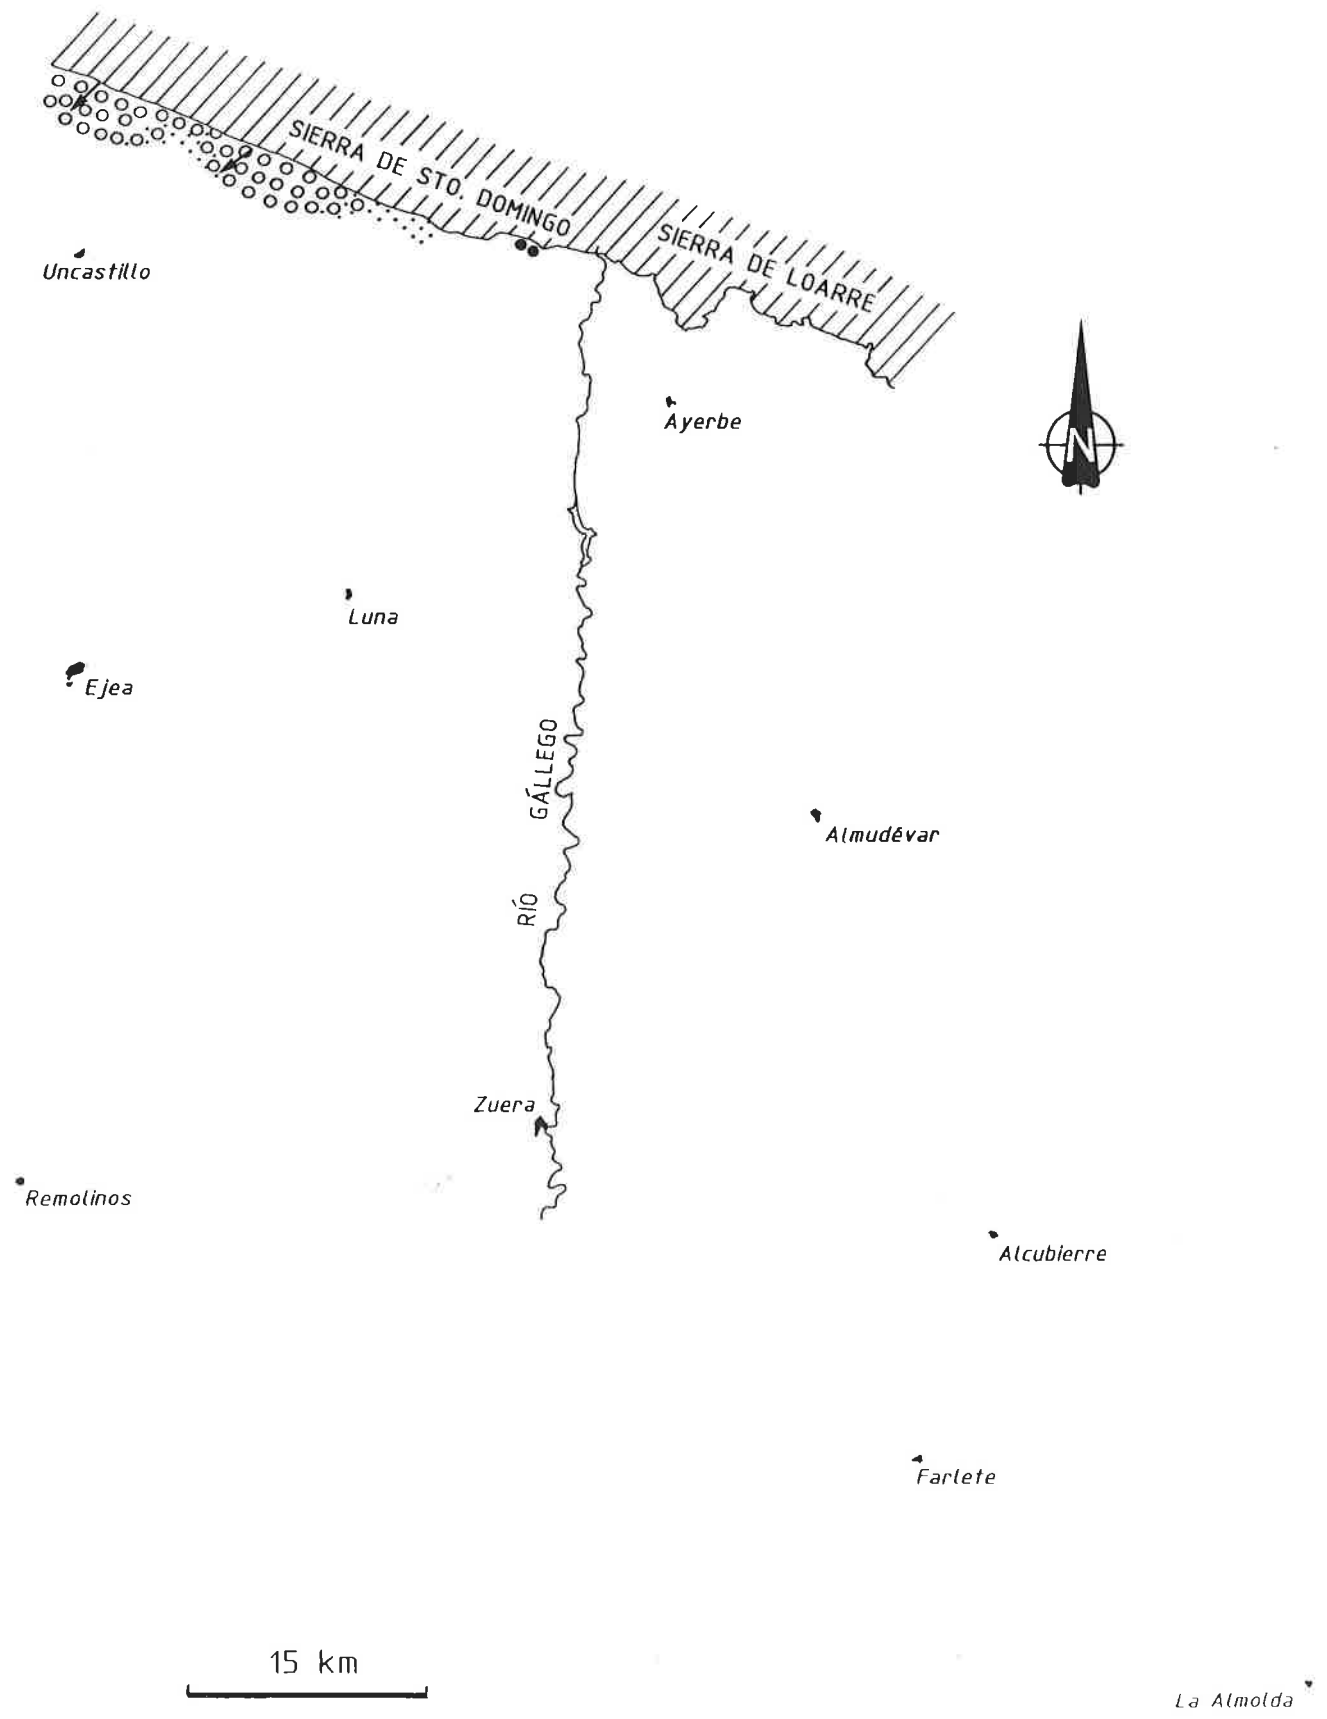 SIERRA DE STO. DOMINGO
SIERRA DE LOARRE
Uncastillo
Ayerbe
N
Luna
Ejea
RÍO GÁLLEGO
Almudévar
Zuera
Remolinos
Alcubierre
Farlete
15 km
La Almolda